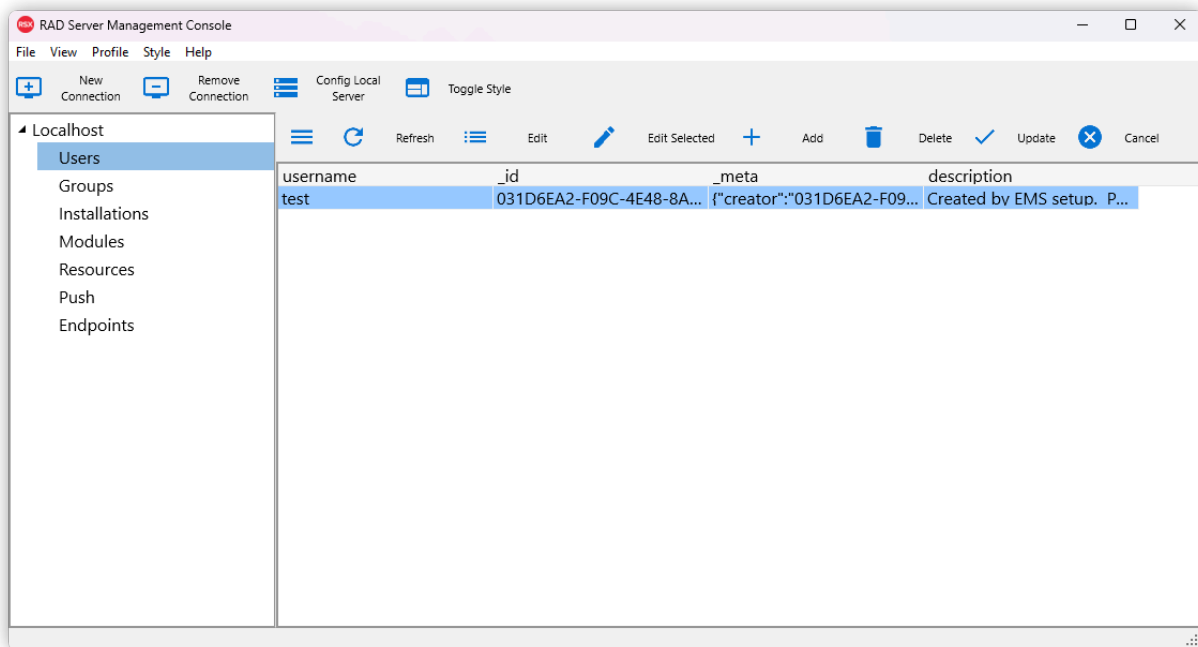 RSX RAD Server Management Console
File View Profile Style Help
New Connection Remove Connection Config Local Server Toggle Style
Localhost
Users
Groups
Installations
Modules
Resources
Push
Endpoints
Refresh Edit Edit Selected Add Delete Update Cancel
username _id _meta description
test 031D6EA2-F09C-4E48-8A... {"creator":"031D6EA2-F09... Created by EMS setup. P...